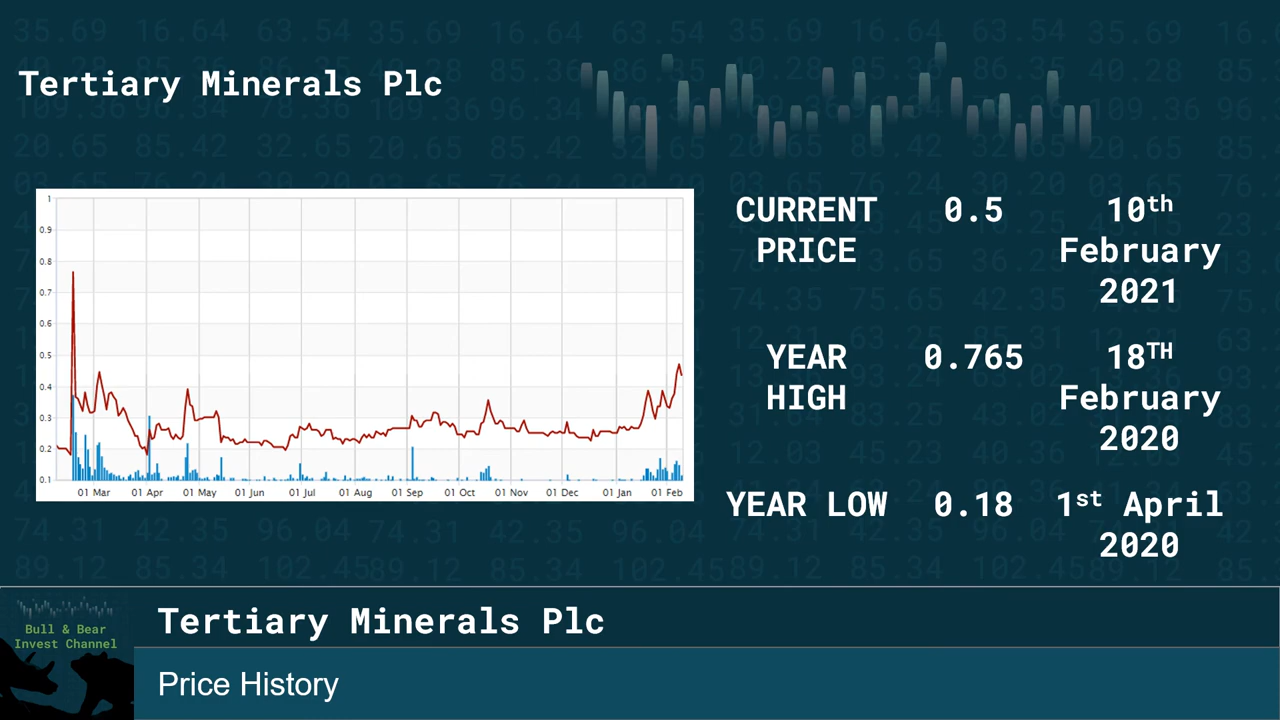 Tertiary Minerals Plc
1
0.9
0.8
0.7
0.6
0.5
0.4
0.3
0.2
0.1
01 Mar 01 Apr 01 May 01 Jun 01 Jul 01 Aug 01 Sep 01 Oct 01 Nov 01 Dec 01 Jan 01 Feb
CURRENT PRICE 0.5 10th February 2021
YEAR HIGH 0.765 18TH February 2020
YEAR LOW 0.18 1st April 2020
Bull & Bear
Invest Channel
Tertiary Minerals Plc
Price History